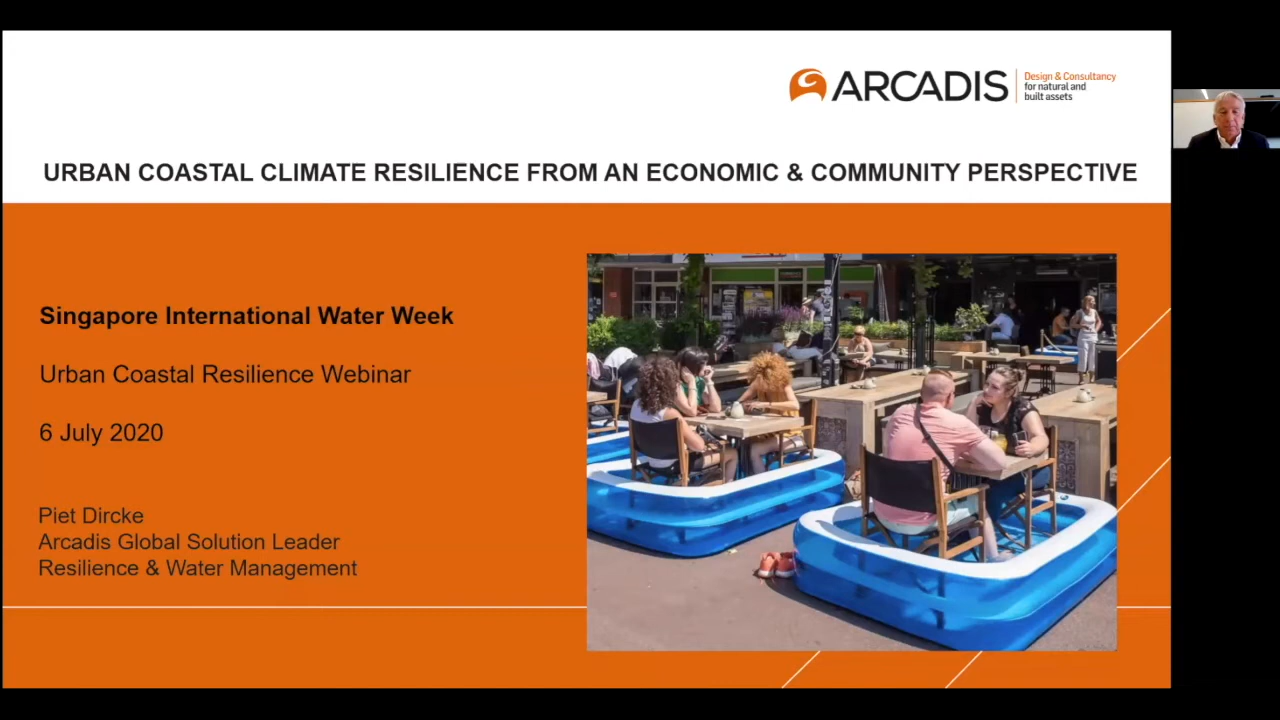 ARCADIS
Design & Consultancy
for natural and
built assets
URBAN COASTAL CLIMATE RESILIENCE FROM AN ECONOMIC & COMMUNITY PERSPECTIVE
Singapore International Water Week
Urban Coastal Resilience Webinar
6 July 2020
Piet Dircke
Arcadis Global Solution Leader
Resilience & Water Management